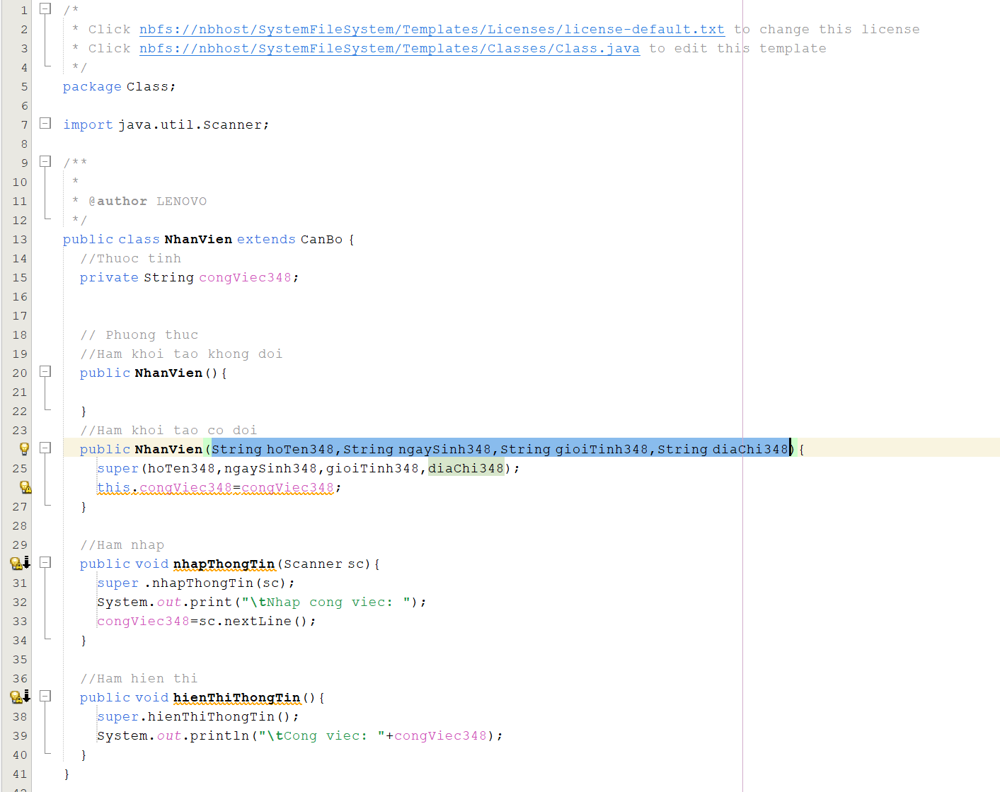 1 /*
2 * Click nbfs://nbhost/SystemFileSystem/Templates/Licenses/license-default.txt to change this license
3 * Click nbfs://nbhost/SystemFileSystem/Templates/Classes/Class.java to edit this template
4 */
5 package Class;
6
7 import java.util.Scanner;
8
9 /**
10 *
11 * @author LENOVO
12 */
13 public class NhanVien extends CanBo {
14 //Thuoc tinh
15 private String congViec348;
16
17
18 // Phuong thuc
19 //Ham khoi tao khong doi
20 public NhanVien(){
21
22 }
23 //Ham khoi tao co doi
public NhanVien(String hoTen348,String ngaySinh348,String gioiTinh348,String diaChi348){
25 super(hoTen348,ngaySinh348,gioiTinh348,diaChi348);
this.congViec348=congViec348;
27 }
28
29 //Ham nhap
public void nhapThongTin(Scanner sc){
31 super .nhapThongTin(sc);
32 System.out.print("\tNhap cong viec: ");
33 congViec348=sc.nextLine();
34 }
35
36 //Ham hien thi
public void hienThiThongTin(){
38 super.hienThiThongTin();
39 System.out.println("\tCong viec: "+congViec348);
40 }
41 }